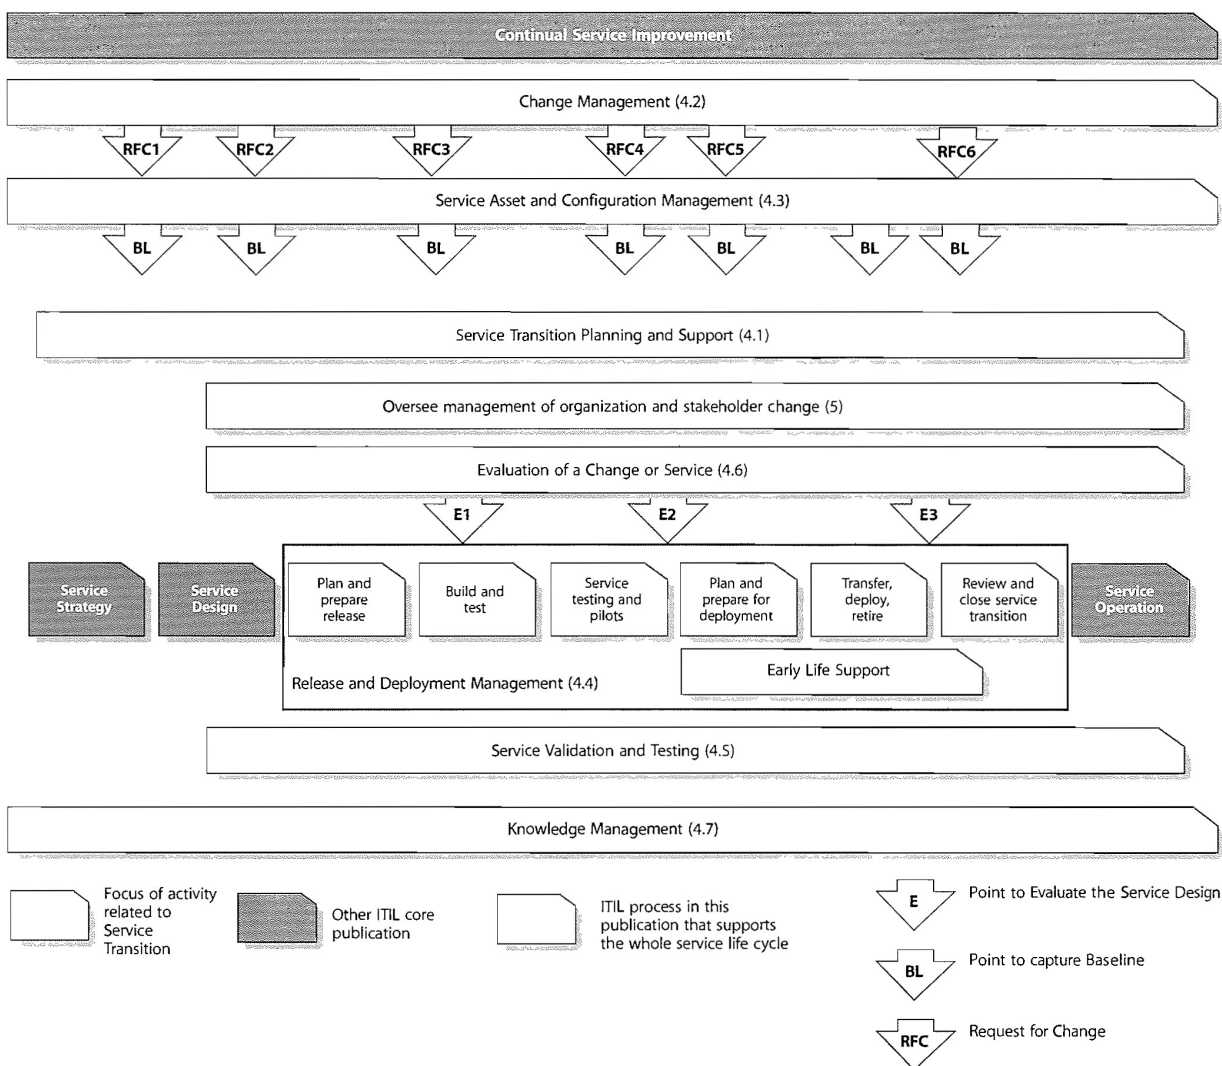 Continual Service Improvement
Change Management (4.2)
RFC1
RFC2
RFC3
RFC4
RFC5
RFC6
Service Asset and Configuration Management (4.3)
BL
BL
BL
BL
BL
BL
BL
Service Transition Planning and Support (4.1)
Oversee management of organization and stakeholder change (5)
Evaluation of a Change or Service (4.6)
E1
E2
E3
Service
Strategy
Service
Design
Plan and
prepare
release
Build and
test
Service
testing and
pilots
Plan and
prepare for
deployment
Transfer,
deploy,
retire
Review and
close service
transition
Service
Operation
Early Life Support
Release and Deployment Management (4.4)
Service Validation and Testing (4.5)
Knowledge Management (4.7)
Focus of activity
related to
Service
Transition
Other ITIL core
publication
ITIL process in this
publication that supports
the whole service life cycle
E
Point to Evaluate the Service Design
BL
Point to capture Baseline
RFC
Request for Change